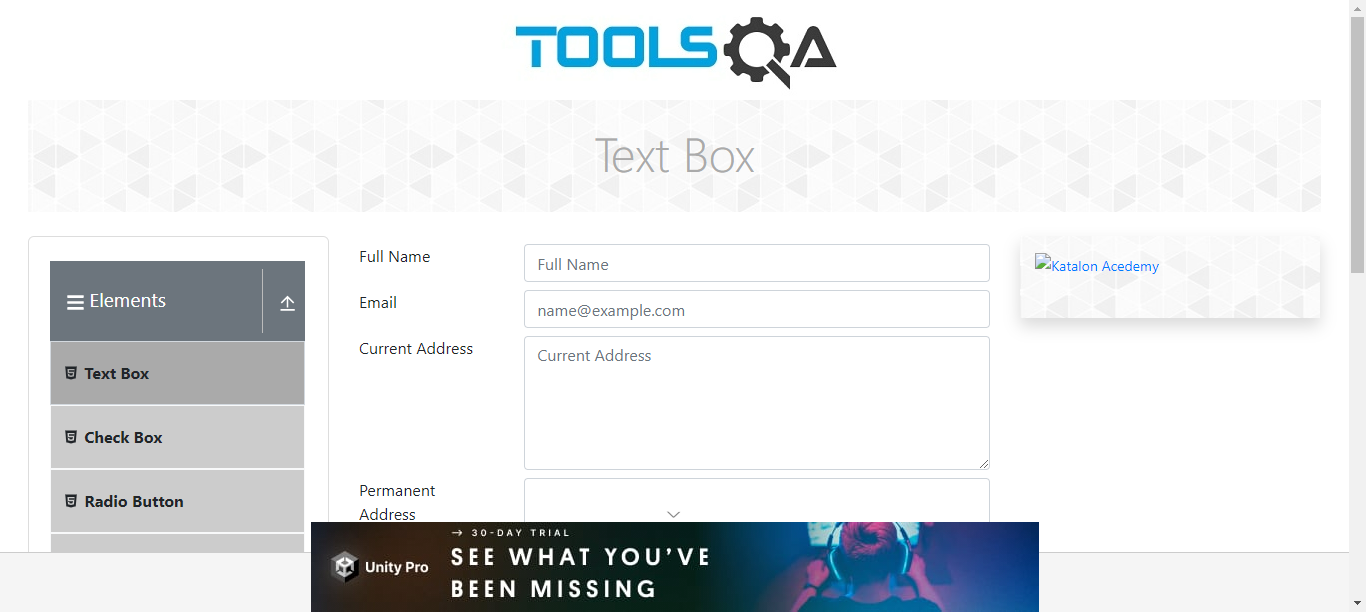 TOOLSQA
Text Box
Elements
Text Box
Check Box
Radio Button
Full Name
Full Name
Email
name@example.com
Current Address
Current Address
Permanent
Address
Katalon Acedemy
→ 30-DAY TRIAL
Unity Pro
SEE WHAT YOU'VE
BEEN MISSING